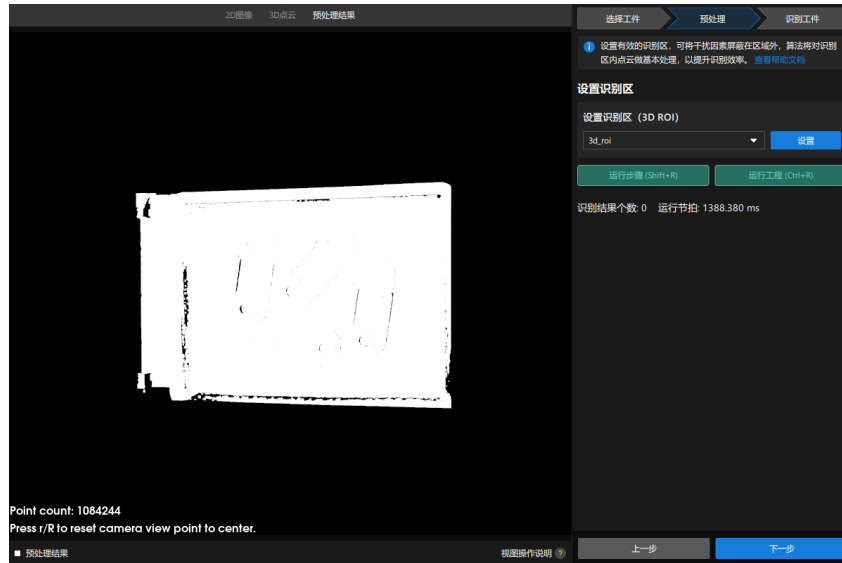 2D图像 3D点云 预处理结果
选择工件 预处理 识别工件
设置有效的识别区，可将干扰因素屏蔽在区域外，算法将对识别
区内点云做基本处理，以提升识别效率。 查看帮助文档
设置识别区
设置识别区（3D ROI）
3d_roi 设置
运行步骤 (Shift+R) 运行工程 (Ctrl+R)
识别结果个数: 0 运行节拍: 1388.380 ms
Point count: 1084244
Press r/R to reset camera view point to center.
预处理结果 视图操作说明 ?
上一步 下一步